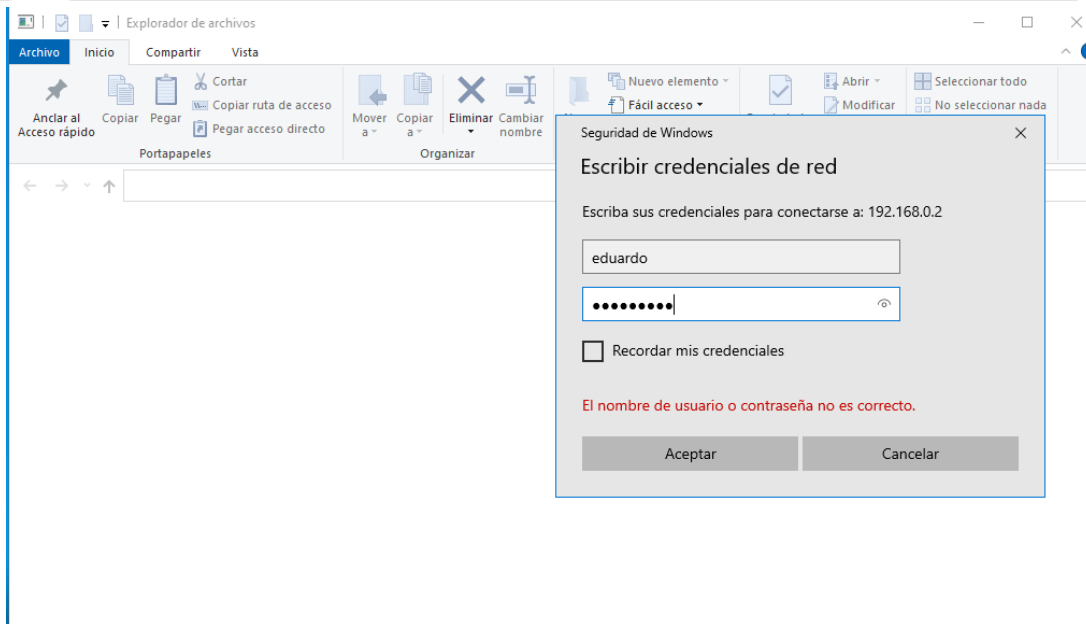 Explorador de archivos
Archivo Inicio Compartir Vista
Anclar al
Acceso rápido
Copiar
Pegar
Cortar
Copiar ruta de acceso
Pegar acceso directo
Portapapeles
Mover
a
Copiar
a
Eliminar
Cambiar
nombre
Organizar
Nuevo elemento
Fácil acceso
Abrir
Modificar
Seleccionar todo
No seleccionar nada
Seguridad de Windows
Escribir credenciales de red
Escriba sus credenciales para conectarse a: 192.168.0.2
eduardo
Recordar mis credenciales
El nombre de usuario o contraseña no es correcto.
Aceptar Cancelar